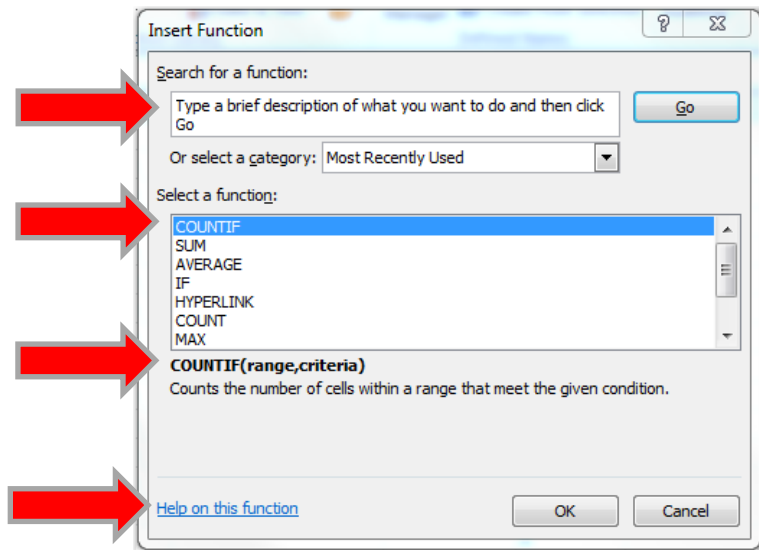 Insert Function
Search for a function:
Type a brief description of what you want to do and then click
Go
Go
Or select a category: Most Recently Used
Select a function:
COUNTIF
SUM
AVERAGE
IF
HYPERLINK
COUNT
MAX
COUNTIF(range,criteria)
Counts the number of cells within a range that meet the given condition.
Help on this function
OK
Cancel